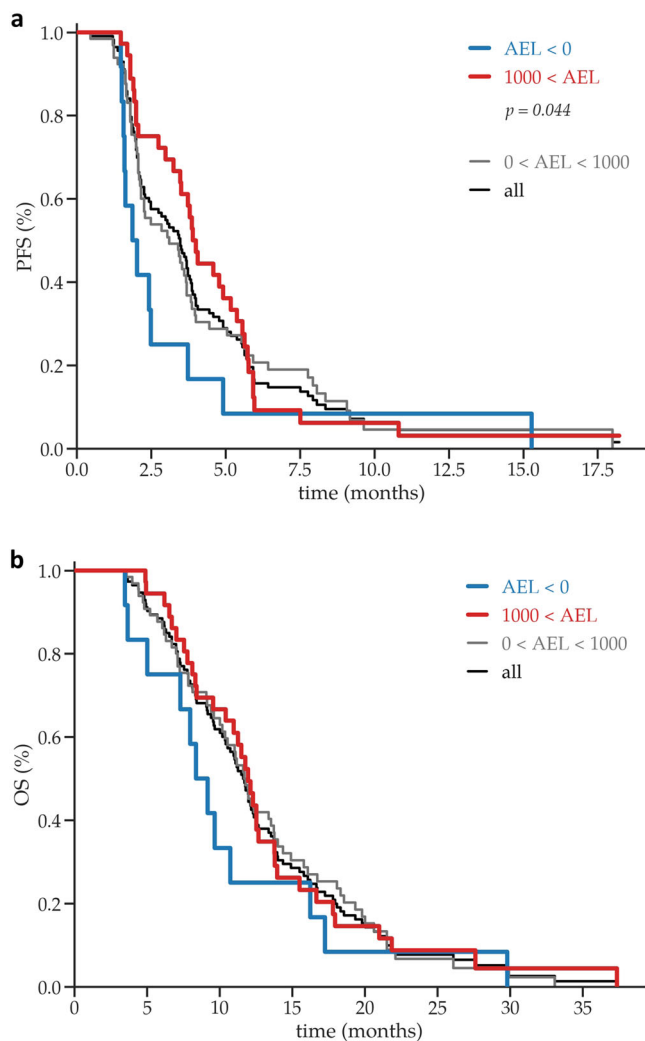 a
1.0
0.8
0.6
0.4
0.2
0.0
PFS (%)
AEL < 0
1000 < AEL
p = 0.044
0 < AEL < 1000
all
0.0 2.5 5.0 7.5 10.0 12.5 15.0 17.5
time (months)
b
1.0
0.8
0.6
0.4
0.2
0.0
OS (%)
AEL < 0
1000 < AEL
0 < AEL < 1000
all
0 5 10 15 20 25 30 35
time (months)